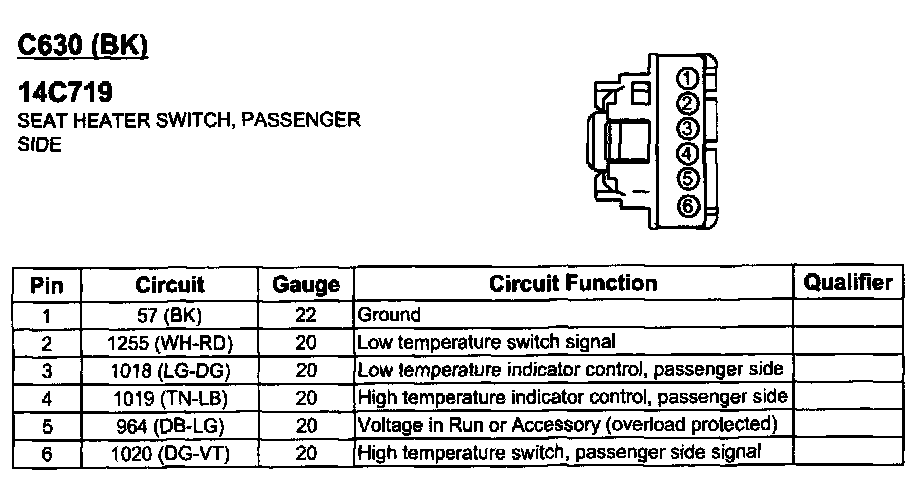 C630 (BK)
14C719
SEAT HEATER SWITCH, PASSENGER
SIDE
1
2
3
4
5
6
Pin Circuit Gauge Circuit Function Qualifier
1 57 (BK) 22 Ground
2 1255 (WH-RD) 20 Low temperature switch signal
3 1018 (LG-DG) 20 Low temperature indicator control, passenger side
4 1019 (TN-LB) 20 High temperature indicator control, passenger side
5 964 (DB-LG) 20 Voltage in Run or Accessory (overload protected)
6 1020 (DG-VT) 20 High temperature switch, passenger side signal